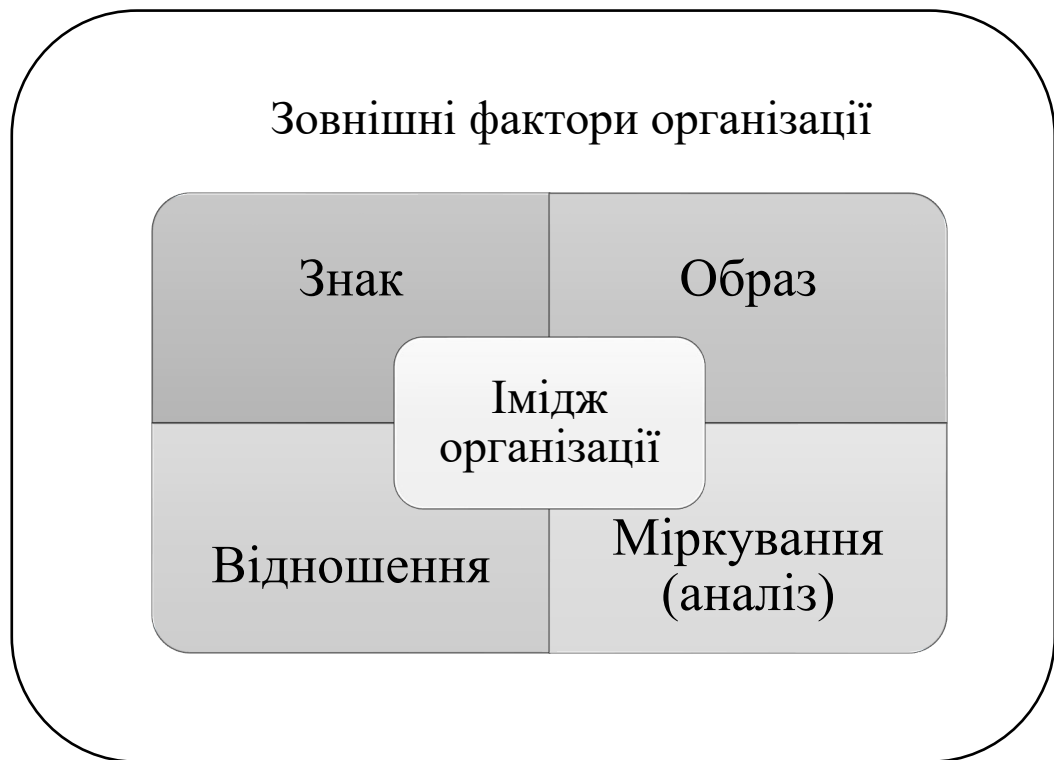 Зовнішні фактори організації
Знак
Образ
Імідж
організації
Відношення
Міркування
(аналіз)